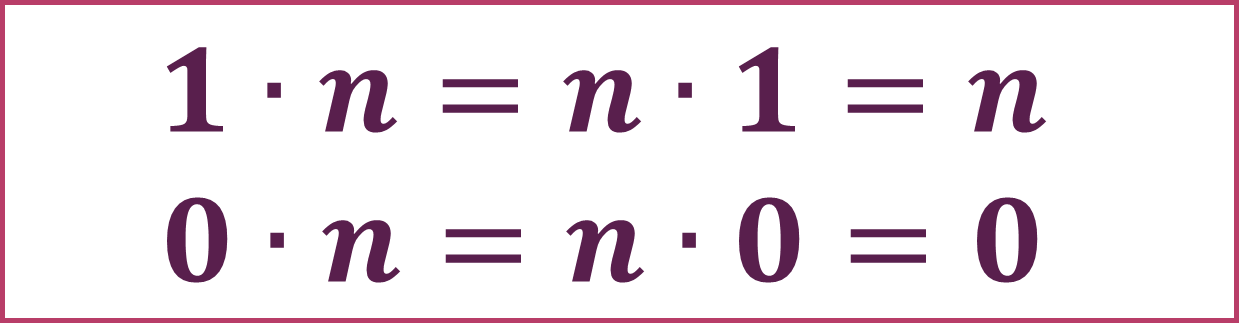 1 · n = n · 1 = n
0 · n = n · 0 = 0